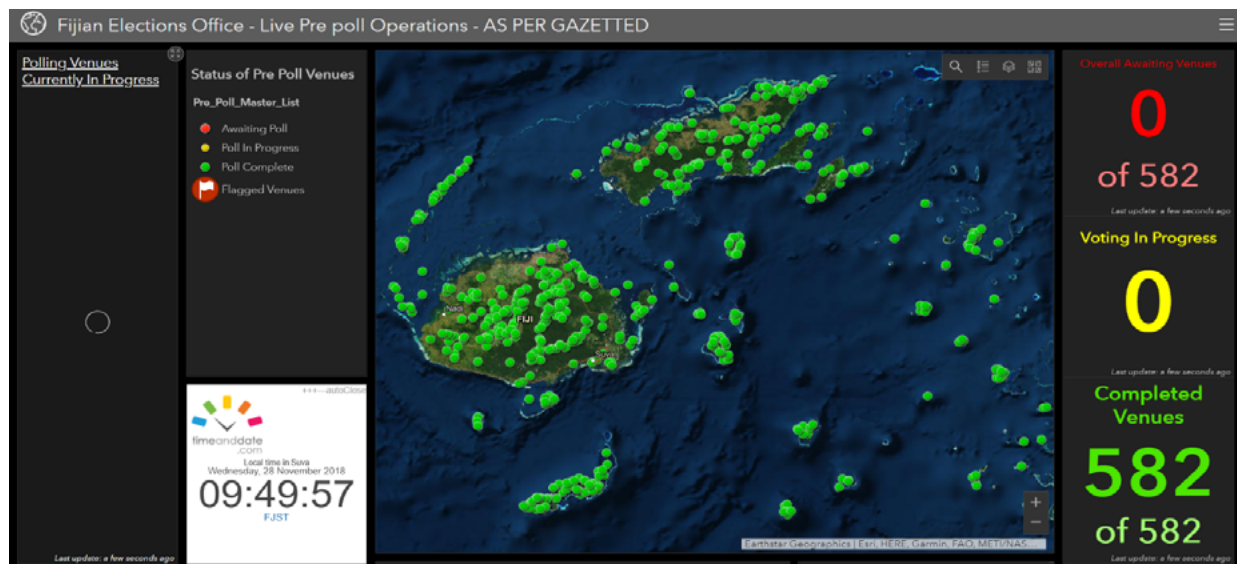 Fijian Elections Office - Live Pre poll Operations - AS PER GAZETTED
Polling Venues
Currently In Progress
Last update: a few seconds ago
Status of Pre Poll Venues
Pre_Poll_Master_List
Awaiting Poll
Poll In Progress
Poll Complete
Flagged Venues
autoClose
timeanddate
.com
Local time in Suva
Wednesday, 28 November 2018
09:49:57
FJST
Nadi
FIJI
Suva
+
−
Earthstar Geographics | Esri, HERE, Garmin, FAO, METI/NAS...
Overall Awaiting Venues
0
of 582
Last update: a few seconds ago
Voting In Progress
0
Last update: a few seconds ago
Completed
Venues
582
of 582
Last update: a few seconds ago